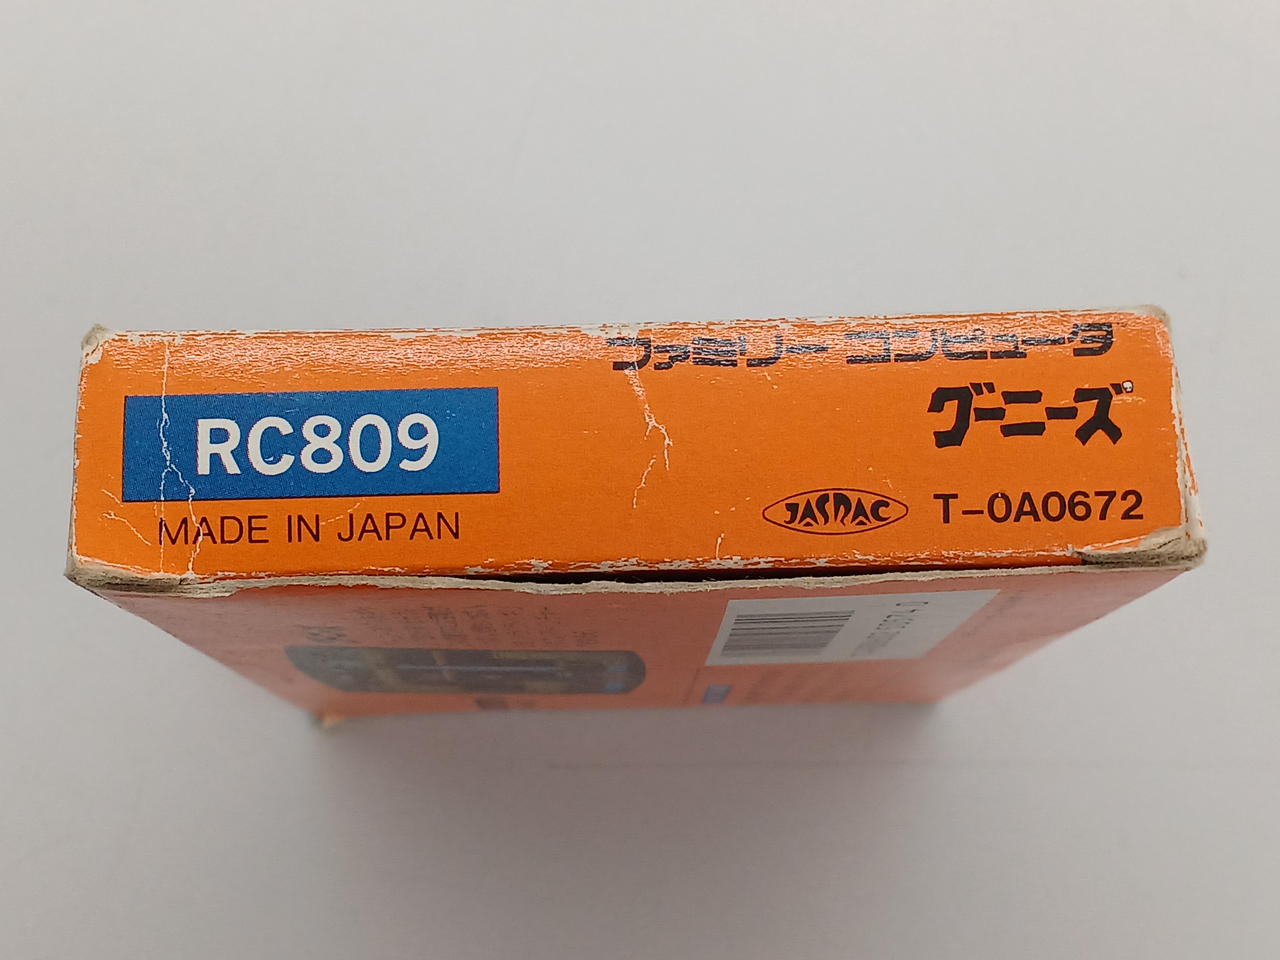 ファミリー コンピュータ
グーニーズ
RC809
MADE IN JAPAN
JASRAC T-0A0672